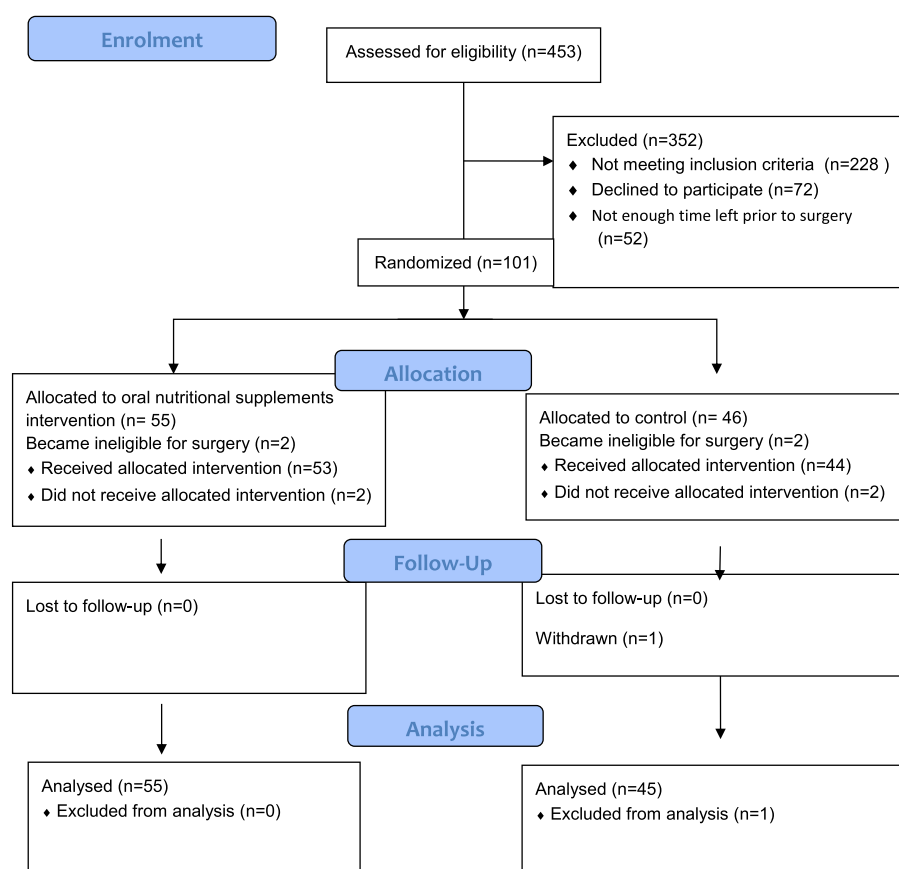 Enrolment
Assessed for eligibility (n=453)
Excluded (n=352)
♦ Not meeting inclusion criteria (n=228 )
♦ Declined to participate (n=72)
♦ Not enough time left prior to surgery
(n=52)
Randomized (n=101)
Allocation
Allocated to oral nutritional supplements
intervention (n= 55)
Became ineligible for surgery (n=2)
♦ Received allocated intervention (n=53)
♦ Did not receive allocated intervention (n=2)
Allocated to control (n= 46)
Became ineligible for surgery (n=2)
♦ Received allocated intervention (n=44)
♦ Did not receive allocated intervention (n=2)
Follow-Up
Lost to follow-up (n=0)
Lost to follow-up (n=0)
Withdrawn (n=1)
Analysis
Analysed (n=55)
♦ Excluded from analysis (n=0)
Analysed (n=45)
♦ Excluded from analysis (n=1)